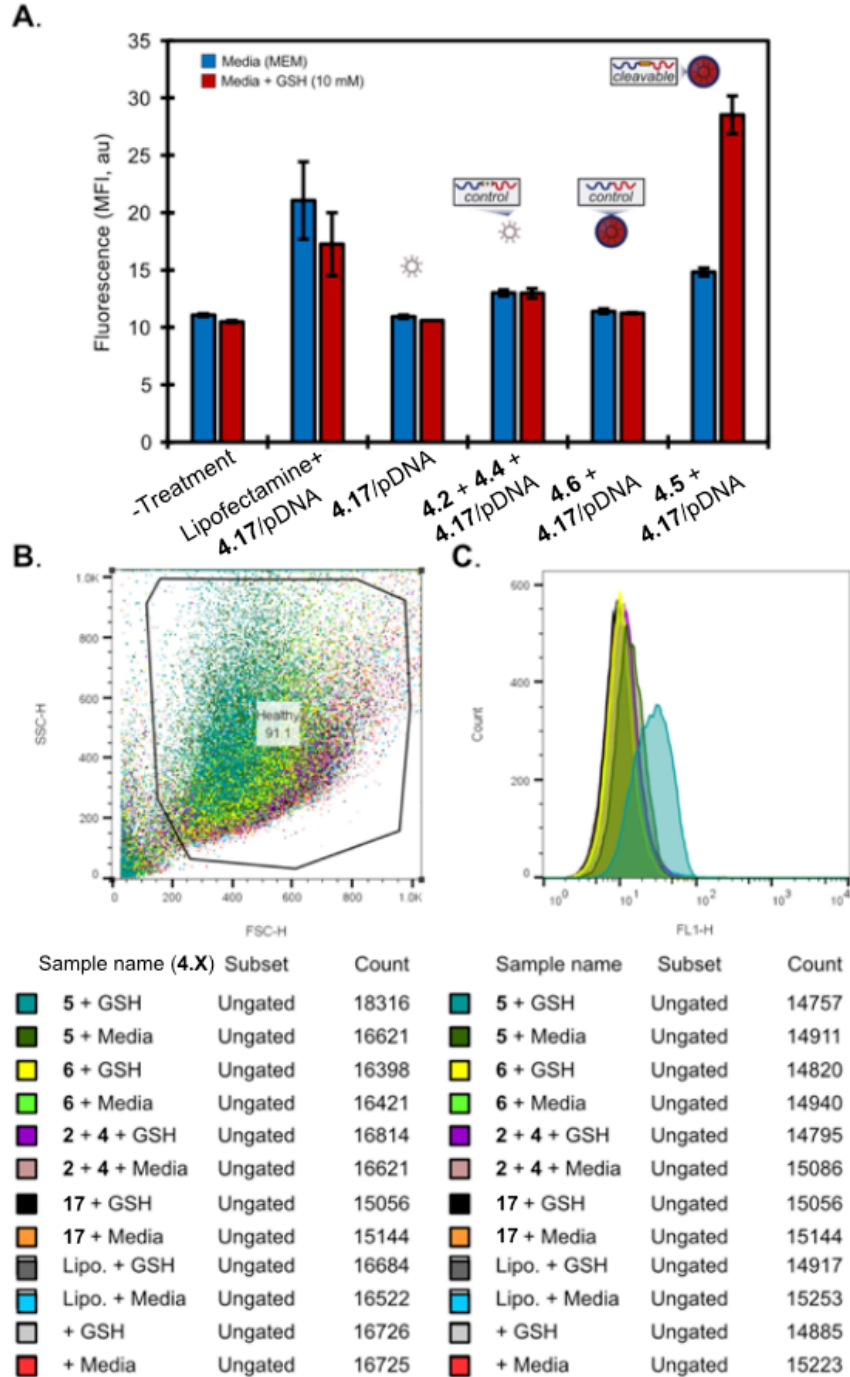 A.
35
30
25
20
15
10
5
0
Fluorescence (MFI, au)
Media (MEM)
Media + GSH (10 mM)
cleavable
control
control
-Treatment
Lipofectamine+
4.17/pDNA
4.17/pDNA
4.2 + 4.4 +
4.17/pDNA
4.6 +
4.17/pDNA
4.5 +
4.17/pDNA
B.
1.0K
800
600
400
200
0
SSC-H
Healthy
91.1
0 200 400 600 800 1.0K
FSC-H
C.
600
400
200
0
Count
10^0 10^1 10^2 10^3 10^4
FL1-H
Sample name (4.X) Subset Count
5 + GSH Ungated 18316
5 + Media Ungated 16621
6 + GSH Ungated 16398
6 + Media Ungated 16421
2 + 4 + GSH Ungated 16814
2 + 4 + Media Ungated 16621
17 + GSH Ungated 15056
17 + Media Ungated 15144
Lipo. + GSH Ungated 16684
Lipo. + Media Ungated 16522
+ GSH Ungated 16726
+ Media Ungated 16725
Sample name Subset Count
5 + GSH Ungated 14757
5 + Media Ungated 14911
6 + GSH Ungated 14820
6 + Media Ungated 14940
2 + 4 + GSH Ungated 14795
2 + 4 + Media Ungated 15086
17 + GSH Ungated 15056
17 + Media Ungated 15144
Lipo. + GSH Ungated 14917
Lipo. + Media Ungated 15253
+ GSH Ungated 14885
+ Media Ungated 15223